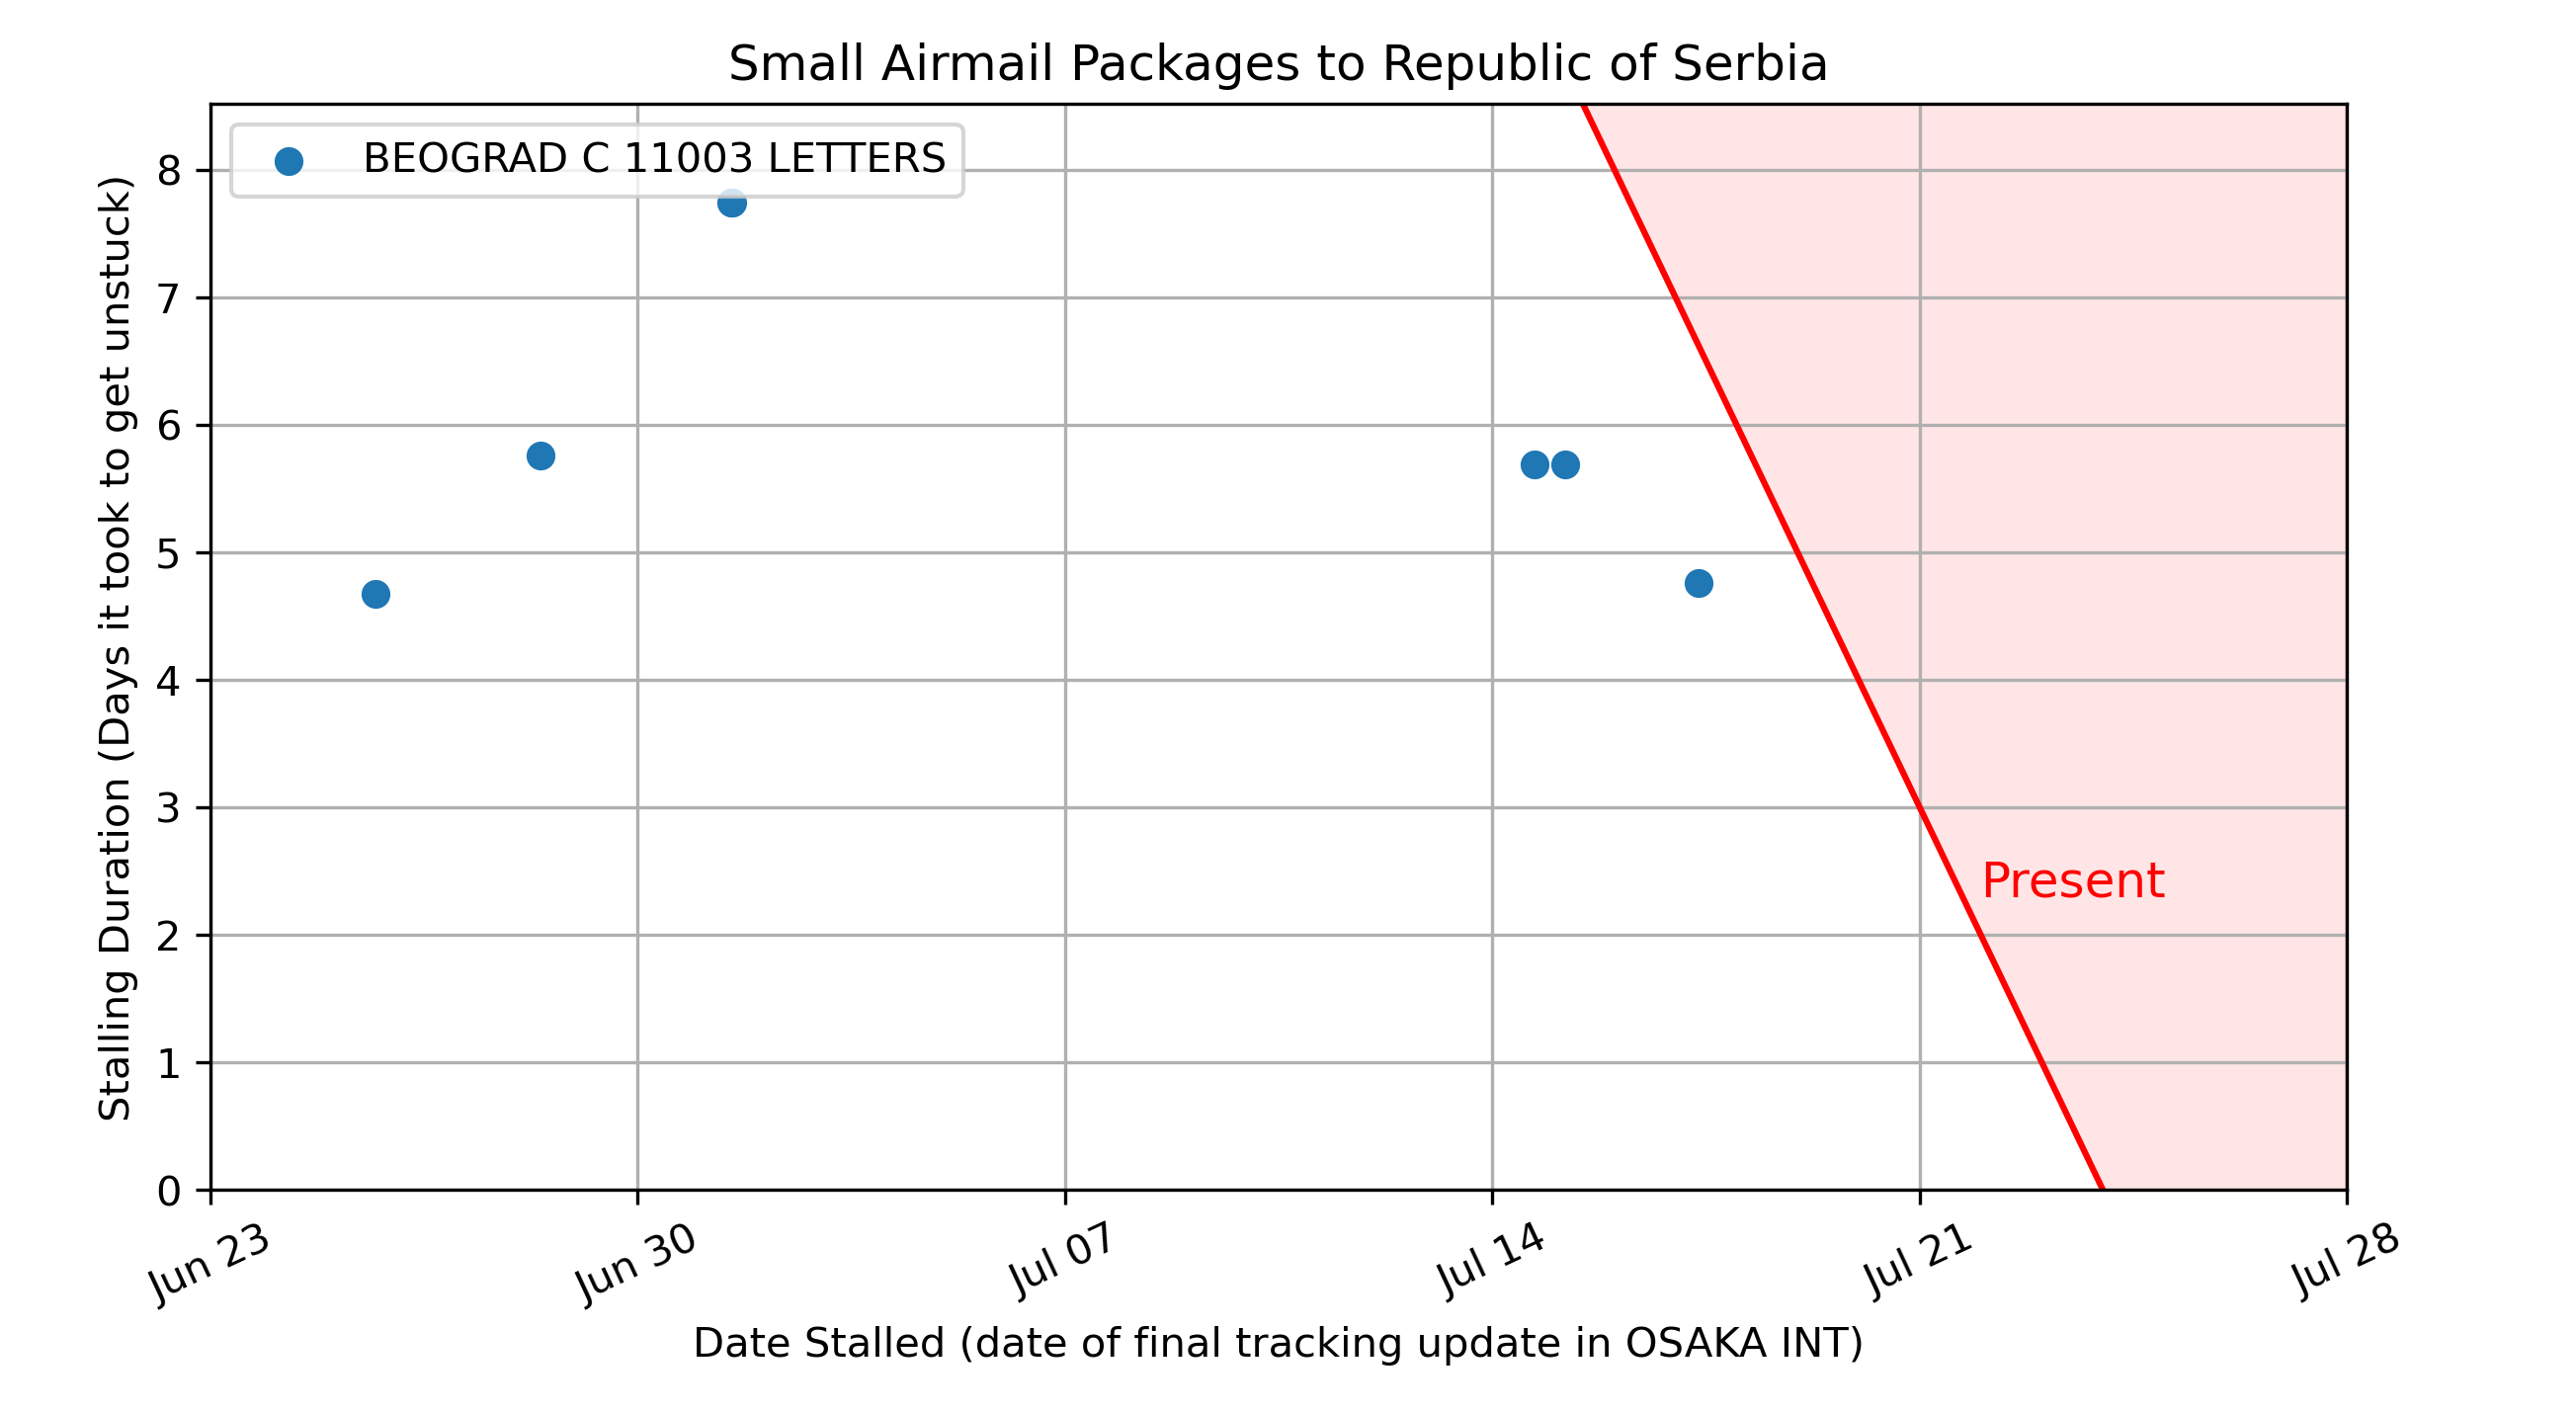 Small Airmail Packages to Republic of Serbia
BEOGRAD C 11003 LETTERS
Stalling Duration (Days it took to get unstuck)
8
7
6
5
4
3
2
1
0
Present
Jun 23
Jun 30
Jul 07
Jul 14
Jul 21
Jul 28
Date Stalled (date of final tracking update in OSAKA INT)